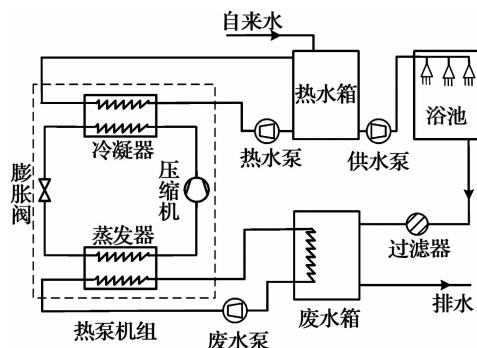 自来水
热水箱
浴池
冷凝器
热水泵
供水泵
膨胀阀
压缩机
蒸发器
过滤器
排水
热泵机组
废水泵
废水箱